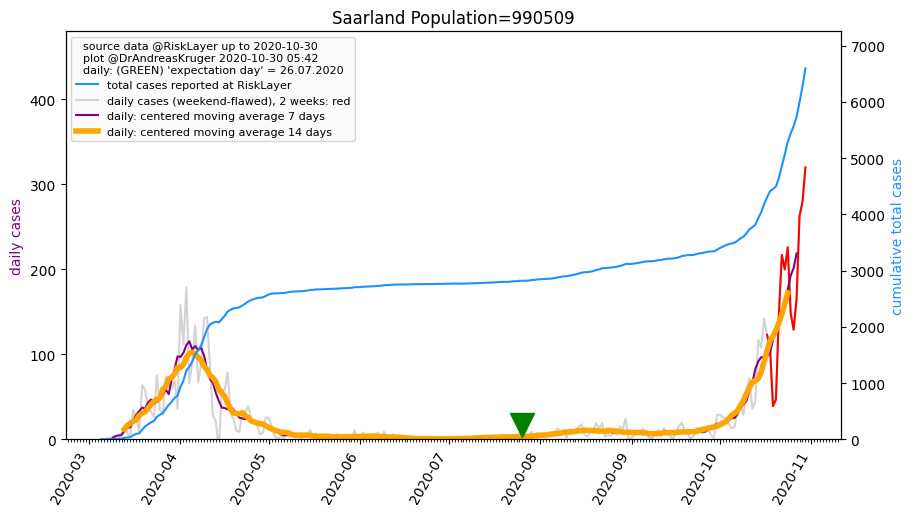 Saarland Population=990509
source data @RiskLayer up to 2020-10-30
plot @DrAndreasKruger 2020-10-30 05:42
daily: (GREEN) 'expectation day' = 26.07.2020
total cases reported at RiskLayer
daily cases (weekend-flawed), 2 weeks: red
daily: centered moving average 7 days
daily: centered moving average 14 days
daily cases
400
300
200
100
0
cumulative total cases
7000
6000
5000
4000
3000
2000
1000
0
2020-03
2020-04
2020-05
2020-06
2020-07
2020-08
2020-09
2020-10
2020-11